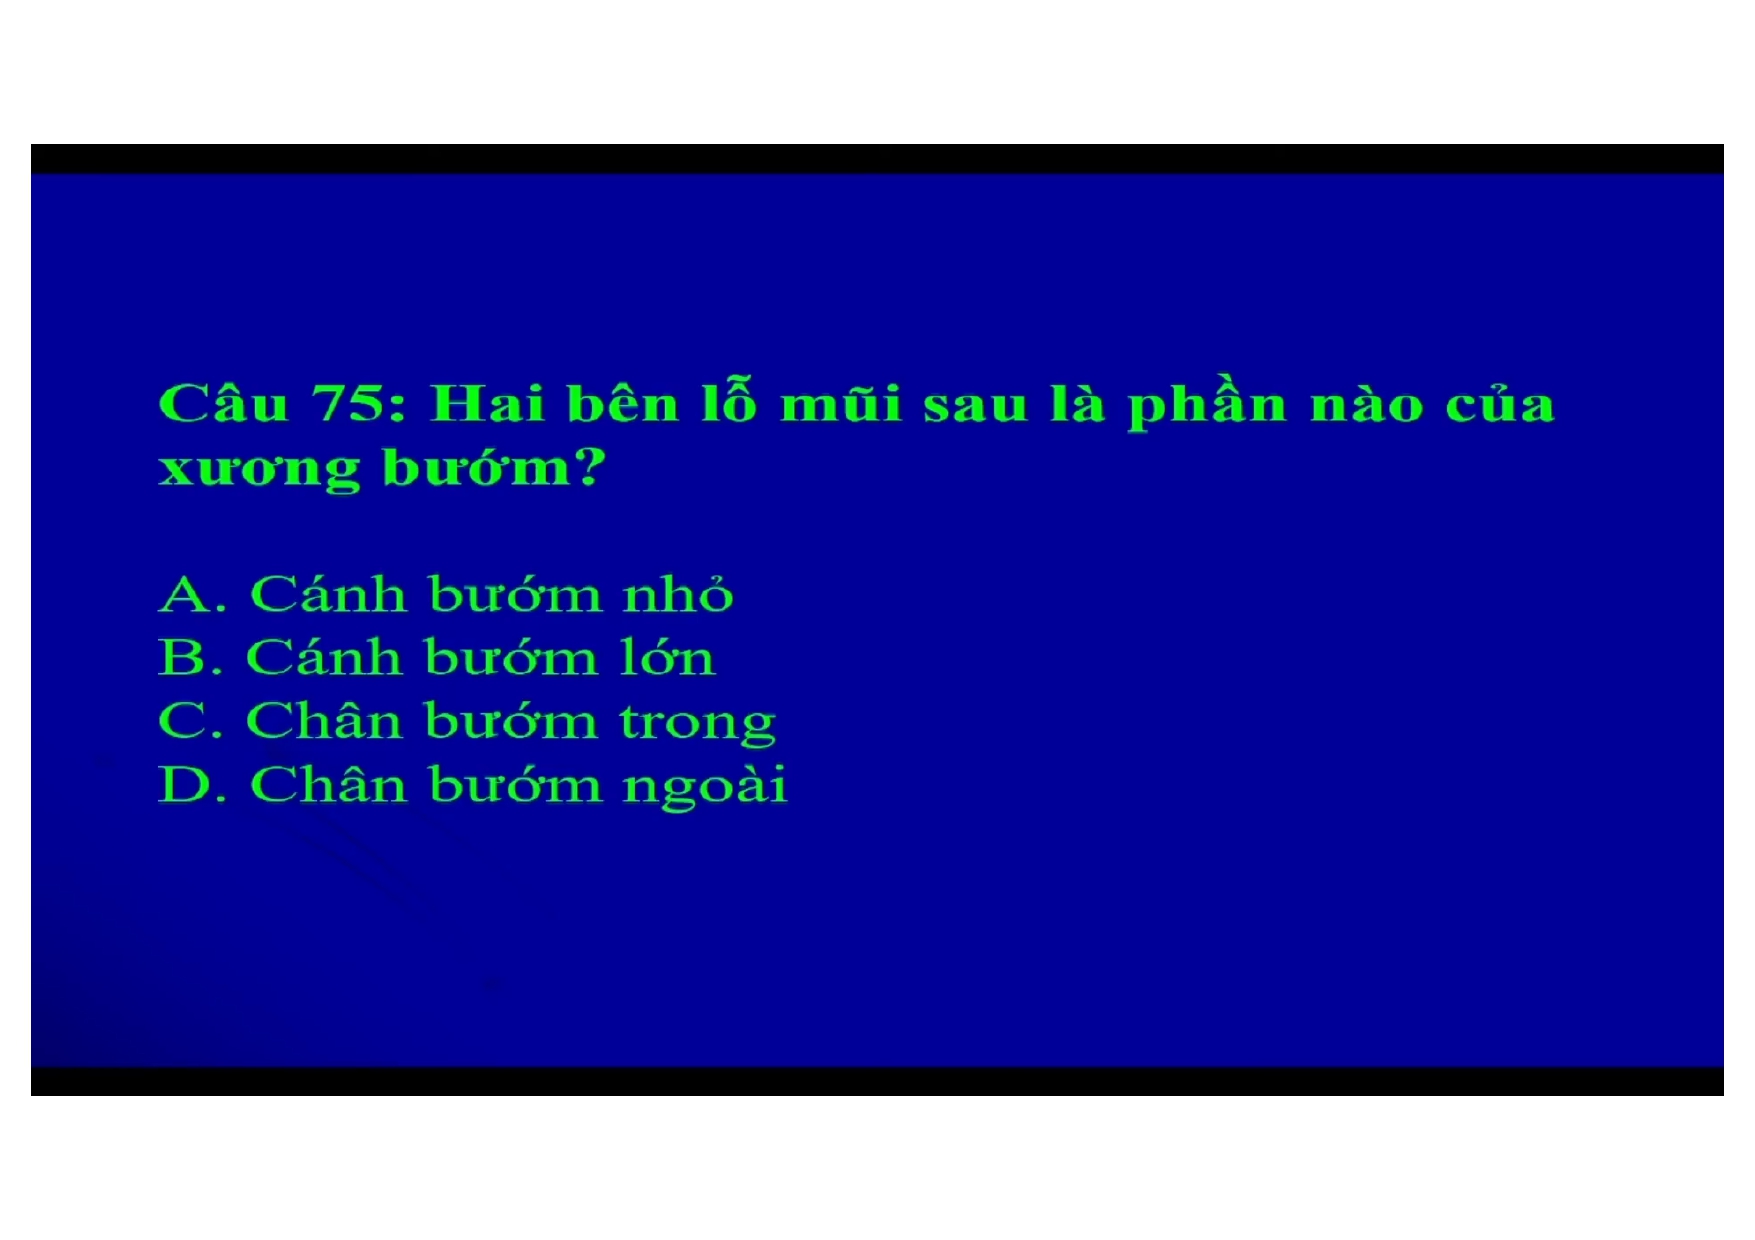 Câu 75: Hai bên lỗ mũi sau là phần nào của
xương bướm?
A. Cánh bướm nhỏ
B. Cánh bướm lớn
C. Chân bướm trong
D. Chân bướm ngoài